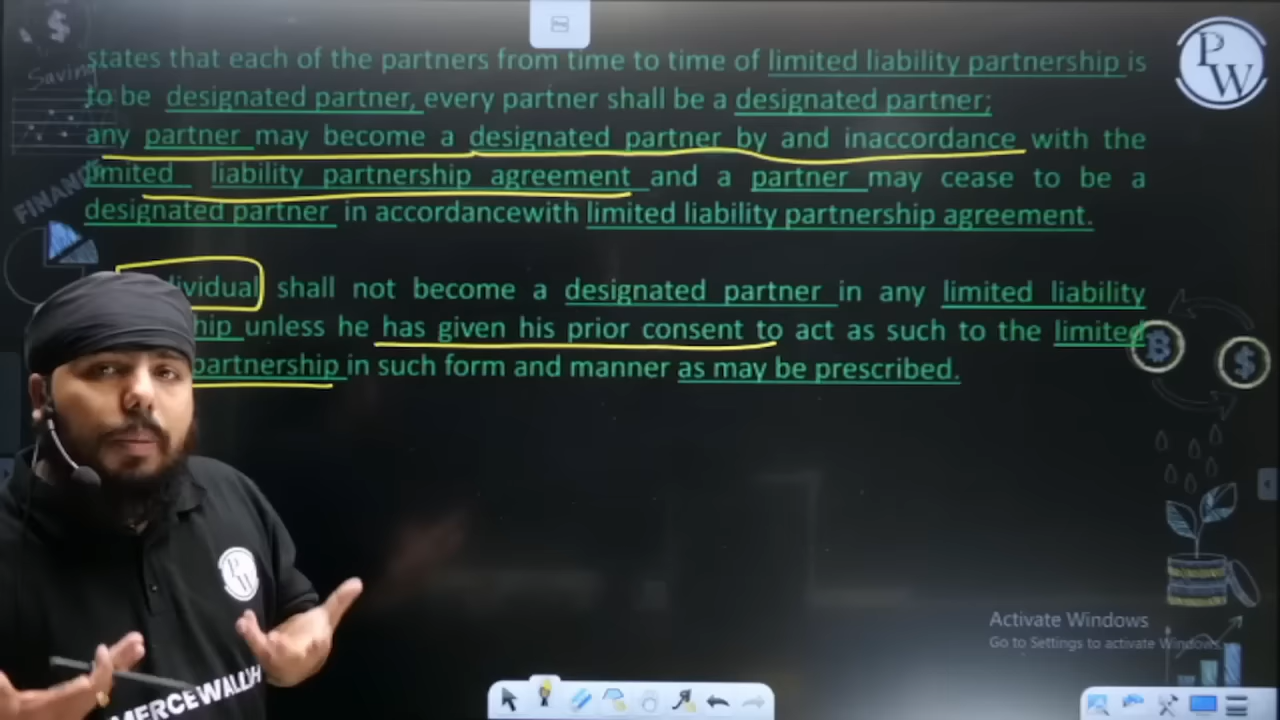 Saving
states that each of the partners from time to time of limited liability partnership is
to be designated partner, every partner shall be a designated partner;
any partner may become a designated partner by and inaccordance with the
limited liability partnership agreement and a partner may cease to be a
designated partner in accordancewith limited liability partnership agreement.
shall not become a designated partner in any limited liability
unless he has given his prior consent to act as such to the limited
partnership in such form and manner as may be prescribed.
P
W
P
W
Activate Windows
Go to Settings to activate Windows.